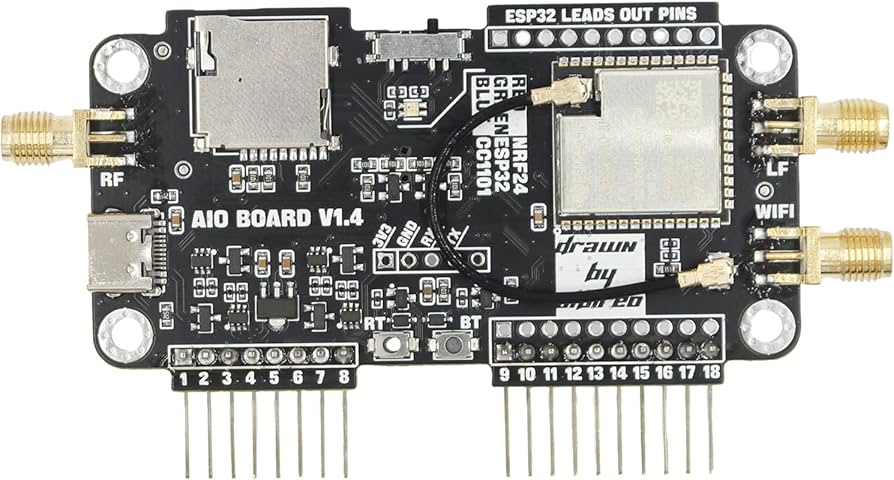 ESP32 LEADS OUT PINS
NRF24
GREEN ESP32
CC1101
RF
LF
WIFI
AIO BOARD V1.4
3V3 GND RX TX
drawn
by
RT BT
1 2 3 4 5 6 7 8
9 10 11 12 13 14 15 16 17 18